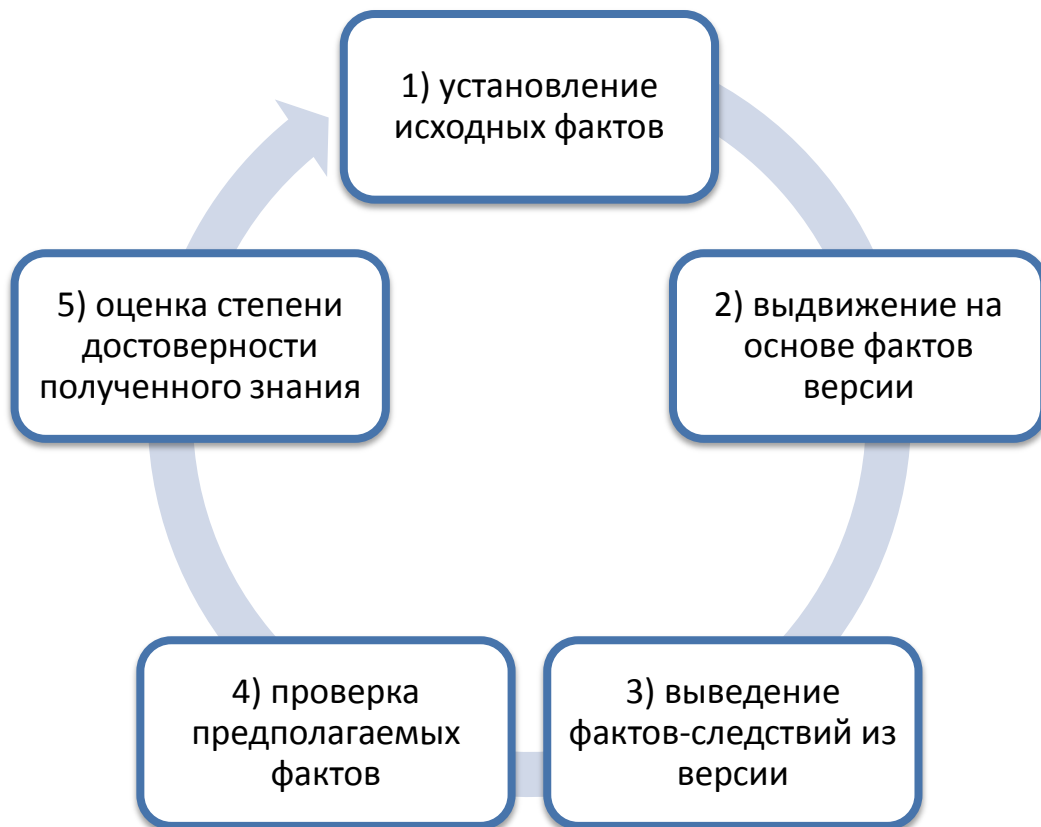 1) установление
исходных фактов
2) выдвижение на
основе фактов
версии
3) выведение
фактов-следствий из
версии
4) проверка
предполагаемых
фактов
5) оценка степени
достоверности
полученного знания